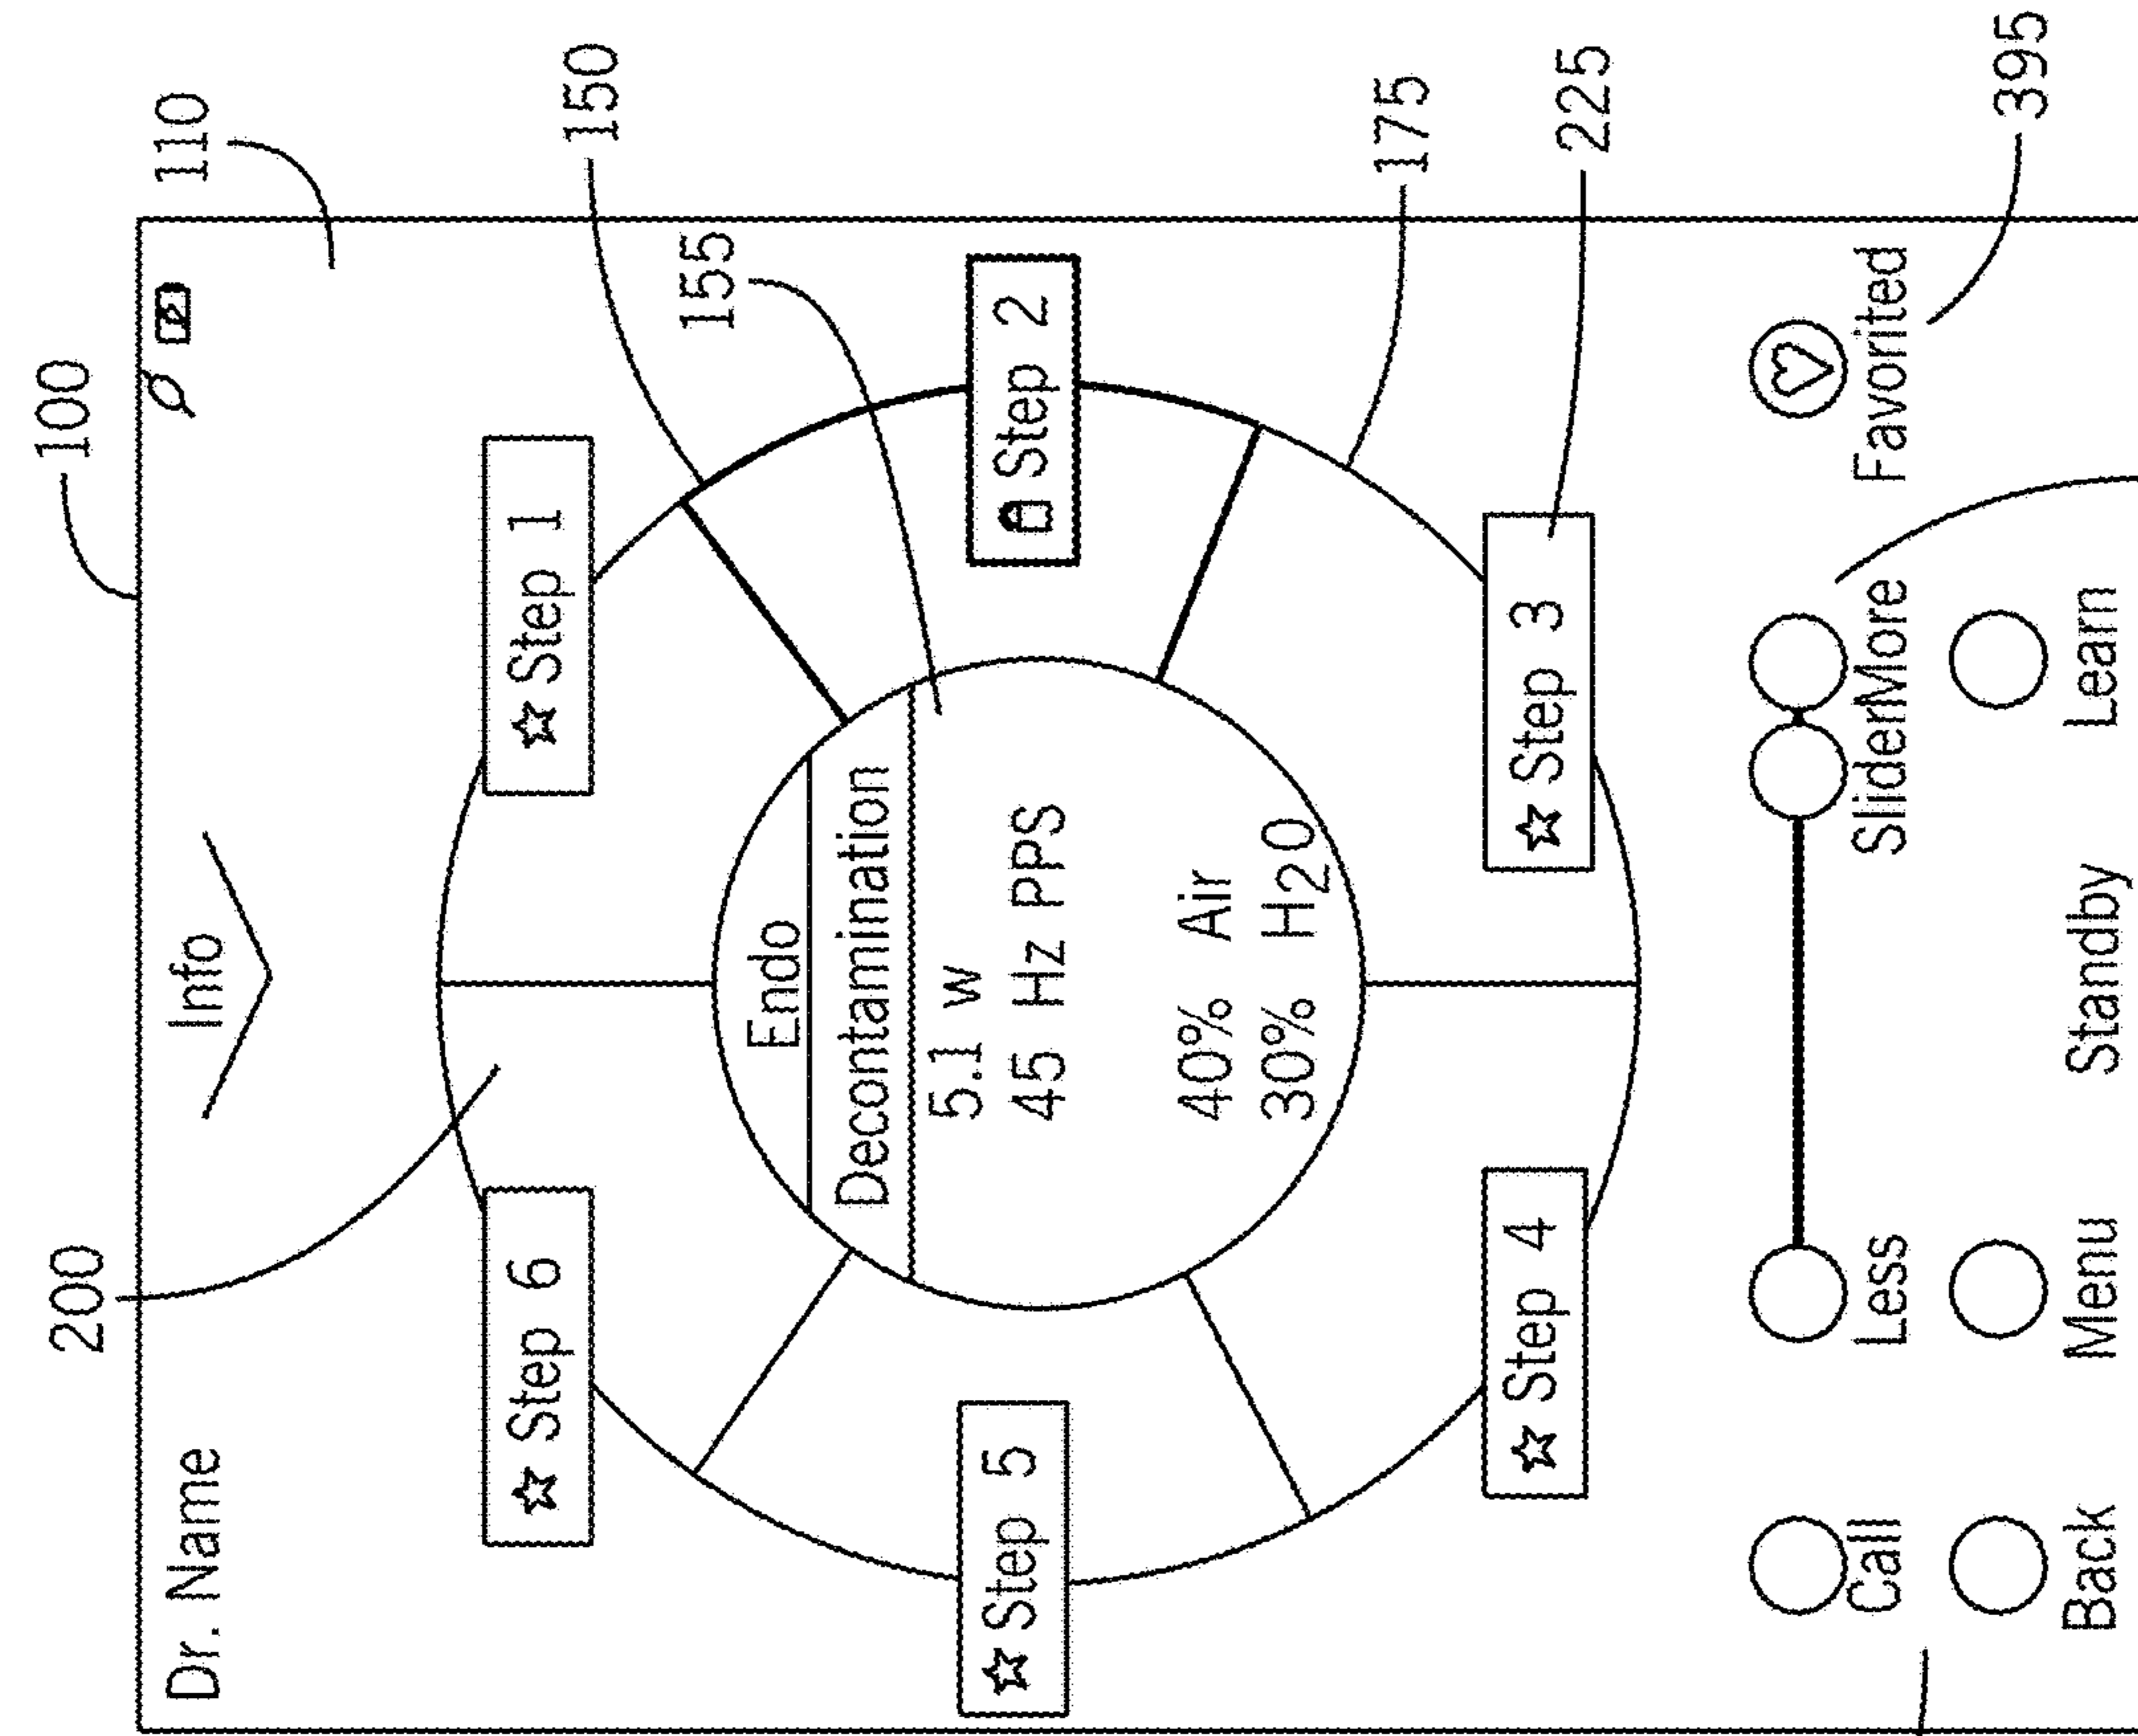 200
100
Dr. Name
Info
110
☆ Step 6
☆ Step 1
150
155
Endo
Decontamination
5.1 w
☆ Step 5
Step 2
45 Hz PPS
40% Air
30% H2O
175
☆ Step 4
☆ Step 3
225
Call Less SliderMore Favorited
395
Back Menu Standby Learn